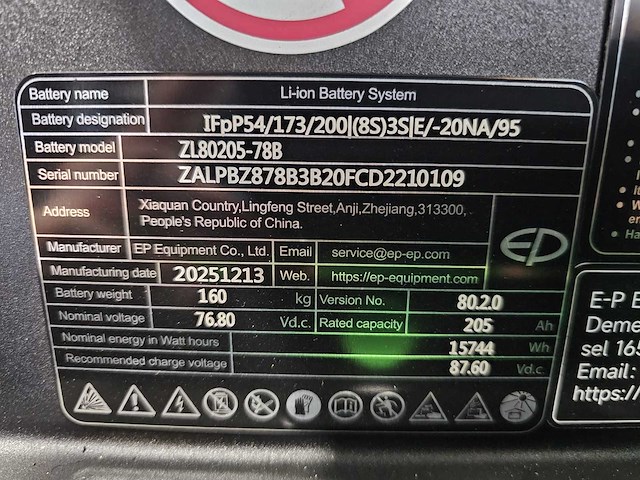 Battery name Li-ion Battery System
Battery designation IFpP54/173/200|(8S)3S|E/-20NA/95
Battery model ZL80205-78B
Serial number ZALPBZ878B3B20FCD2210109
Address Xiaquan Country,Lingfeng Street,Anji,Zhejiang,313300,
People's Republic of China.
Manufacturer EP Equipment Co., Ltd. Email service@ep-ep.com
EP
Manufacturing date 20251213 Web. https://ep-equipment.com
Battery weight 160 kg Version No. 80.2.0
Nominal voltage 76.80 Vd.c. Rated capacity 205 Ah
Nominal energy in Watt hours 15744 Wh
Recommended charge voltage 87.60 Vd.c.
E-P E
Deme
sel 165
Email:
https://